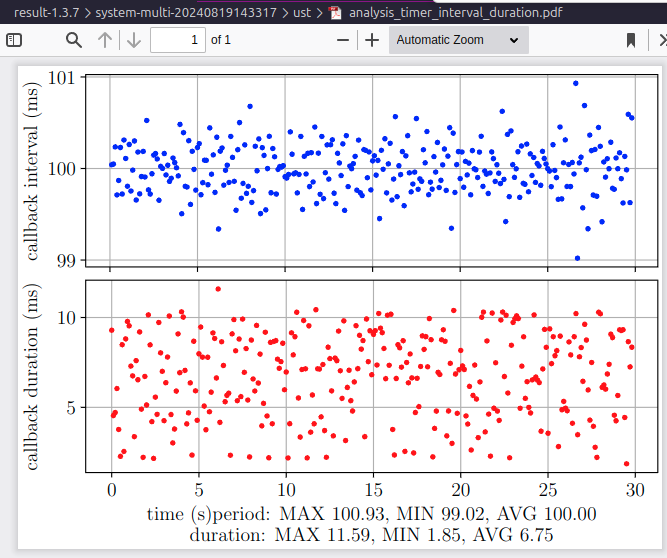 result-1.3.7 > system-multi-20240819143317 > ust > analysis_timer_interval_duration.pdf
1 of 1 Automatic Zoom
callback interval (ms)
101
100
99
callback duration (ms)
10
5
0 5 10 15 20 25 30
time (s)period: MAX 100.93, MIN 99.02, AVG 100.00
duration: MAX 11.59, MIN 1.85, AVG 6.75